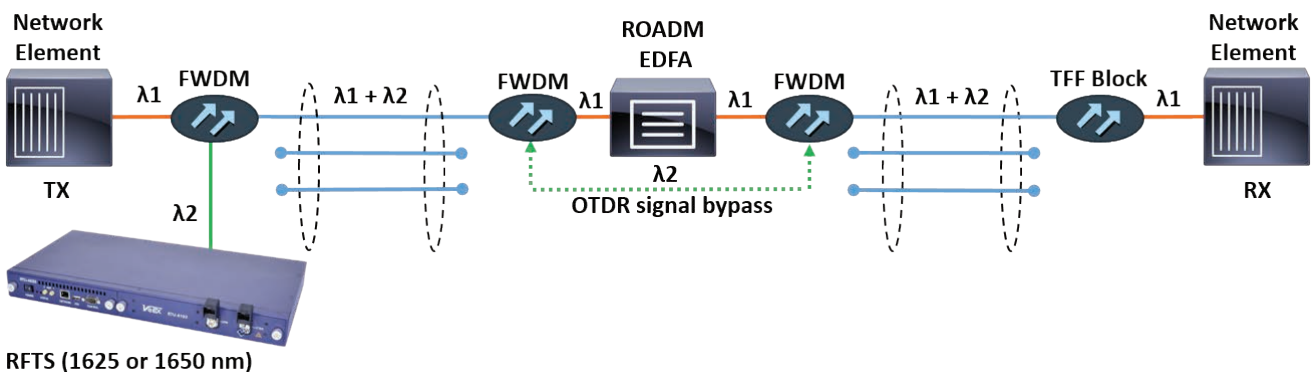 Network
Element
ROADM
EDFA
Network
Element
FWDM
FWDM
FWDM
TFF Block
λ1
λ1 + λ2
λ1
λ1
λ1 + λ2
λ1
TX
λ2
OTDR signal bypass
RX
λ2
VeEX
RFTS (1625 or 1650 nm)